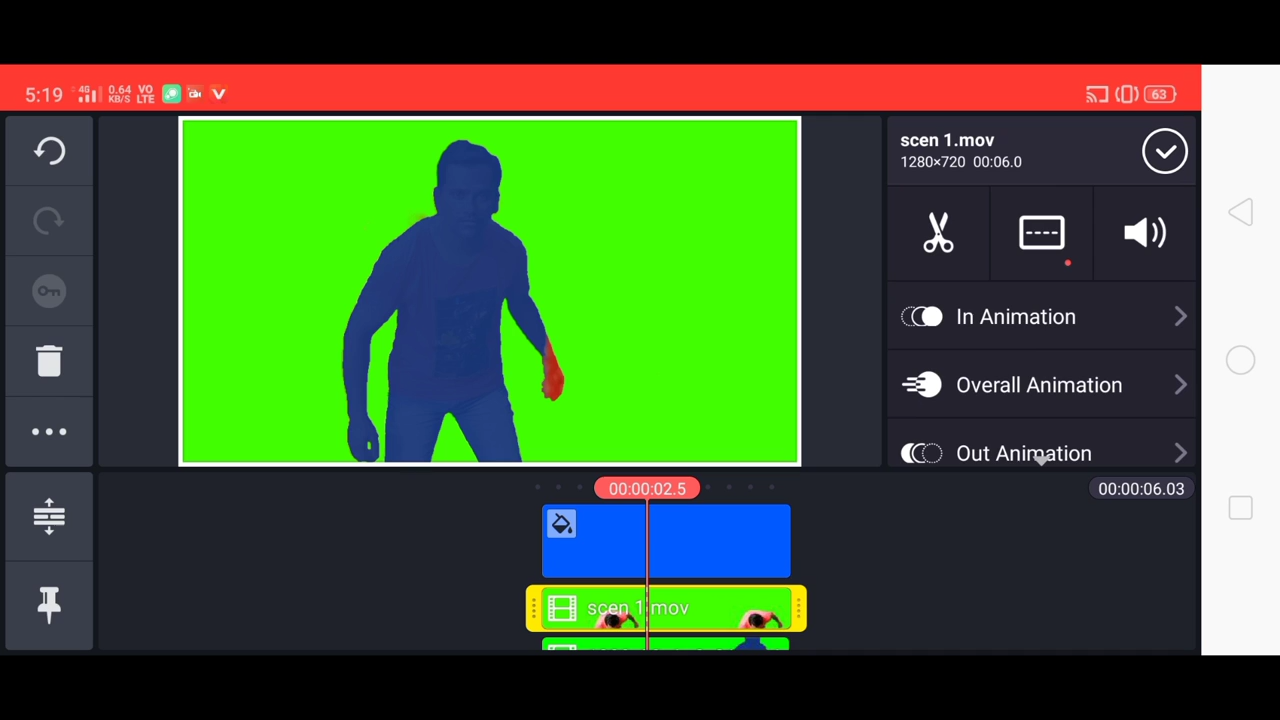 5:19 4G 0.64 KB/S VO LTE 63
scen 1.mov
1280×720 00:06.0
In Animation
Overall Animation
Out Animation
00:00:02.5
00:00:06.03
scen 1.mov